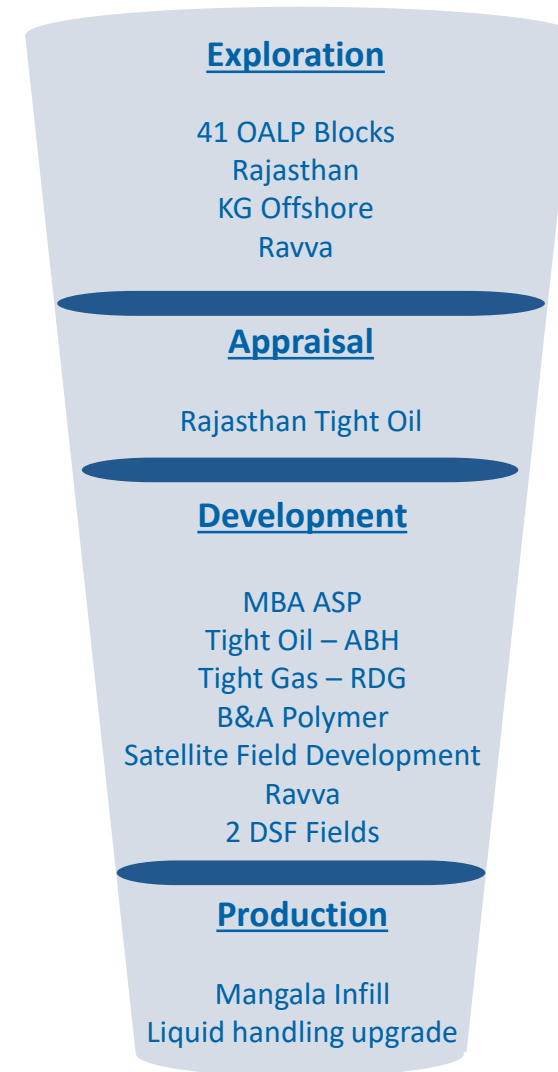 Exploration
41 OALP Blocks
Rajasthan
KG Offshore
Ravva
Appraisal
Rajasthan Tight Oil
Development
MBA ASP
Tight Oil – ABH
Tight Gas – RDG
B&A Polymer
Satellite Field Development
Ravva
2 DSF Fields
Production
Mangala Infill
Liquid handling upgrade